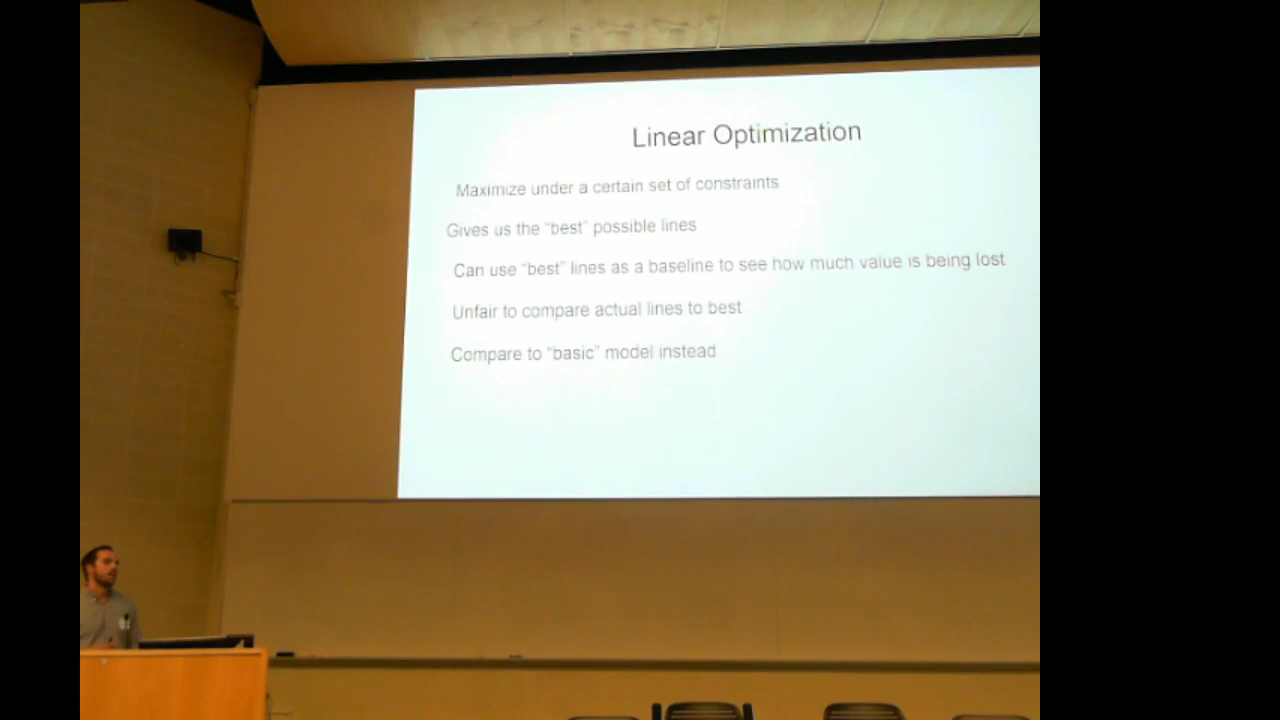 Linear Optimization
Maximize under a certain set of constraints
Gives us the “best” possible lines
Can use “best” lines as a baseline to see how much value is being lost
Unfair to compare actual lines to best
Compare to “basic” model instead